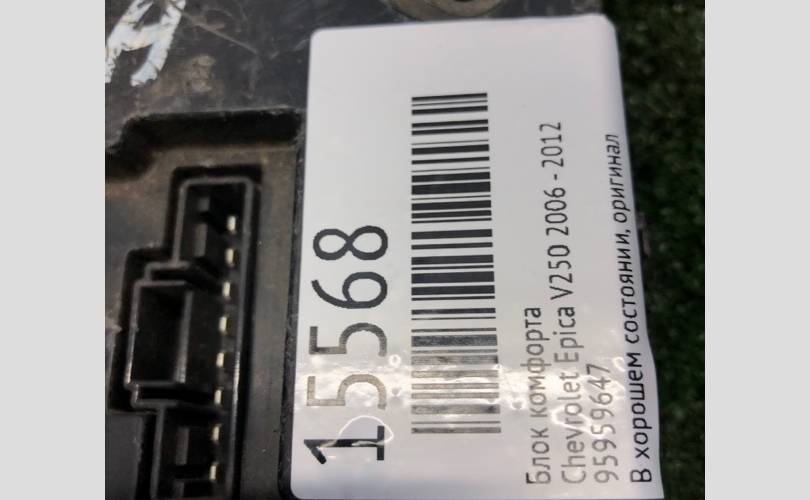 15568
Блок комфорта
Chevrolet Epica V250 2006 - 2012
95959647
В хорошем состоянии, оригинал